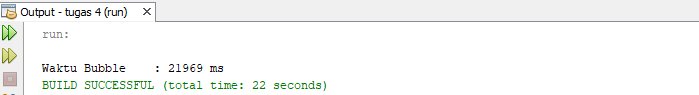 Output - tugas 4 (run)
run:
Waktu Bubble    : 21969 ms
BUILD SUCCESSFUL (total time: 22 seconds)